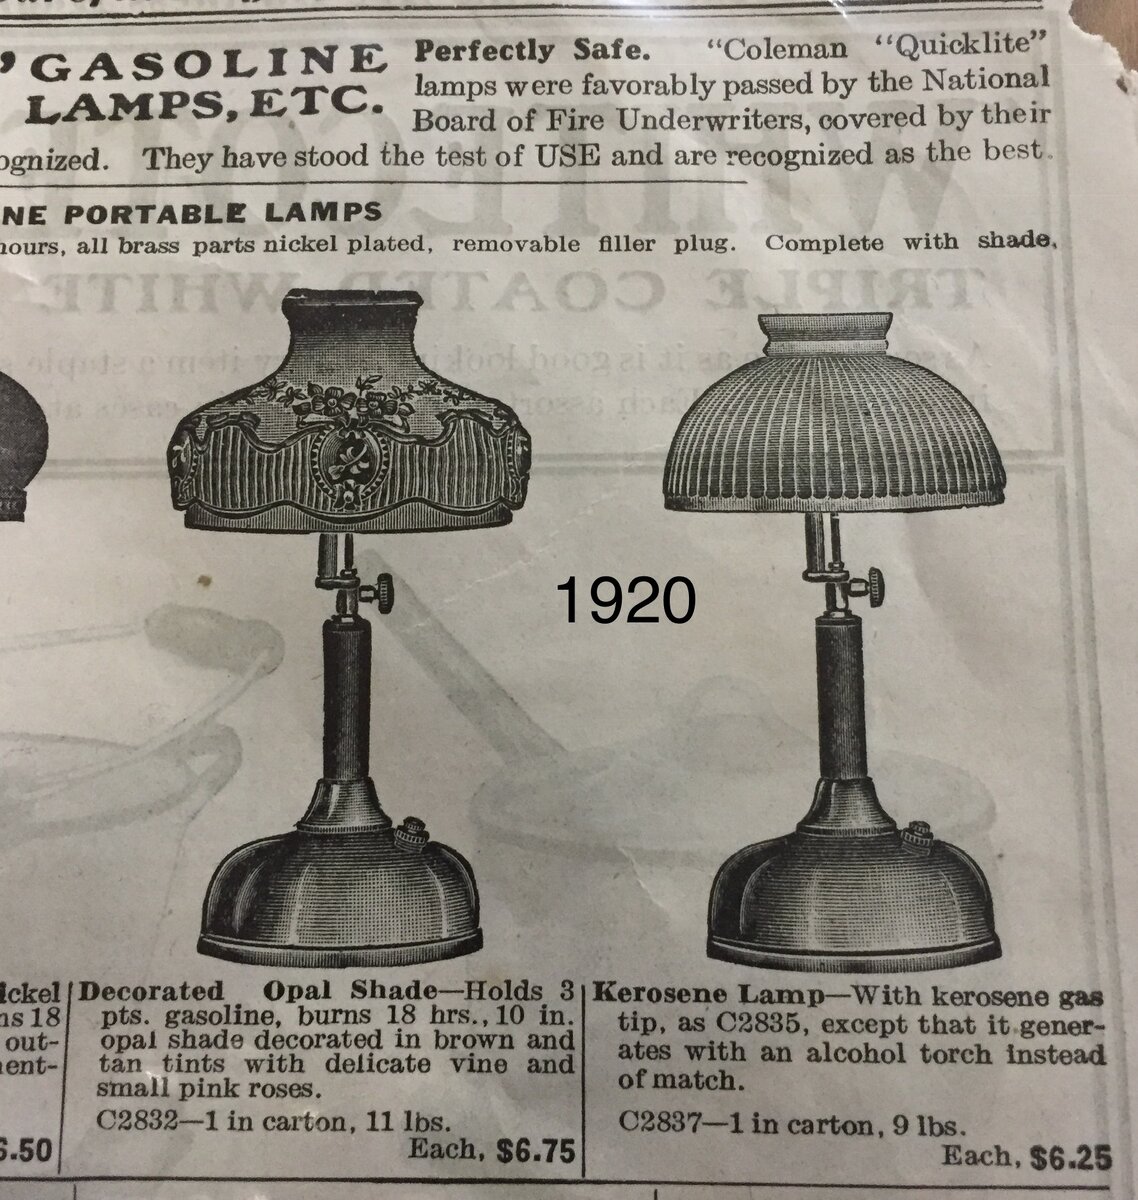 'GASOLINE
LAMPS, ETC.
Perfectly Safe. "Coleman "Quicklite"
lamps were favorably passed by the National
Board of Fire Underwriters, covered by their
ognized. They have stood the test of USE and are recognized as the best.
NE PORTABLE LAMPS
hours, all brass parts nickel plated, removable filler plug. Complete with shade,
1920
ickel
ns 18
out-
ent-
6.50
Decorated Opal Shade—Holds 3
pts. gasoline, burns 18 hrs., 10 in.
opal shade decorated in brown and
tan tints with delicate vine and
small pink roses.
C2832—1 in carton, 11 lbs.
Each, $6.75
Kerosene Lamp—With kerosene gas
tip, as C2835, except that it gener-
ates with an alcohol torch instead
of match.
C2837—1 in carton, 9 lbs.
Each, $6.25